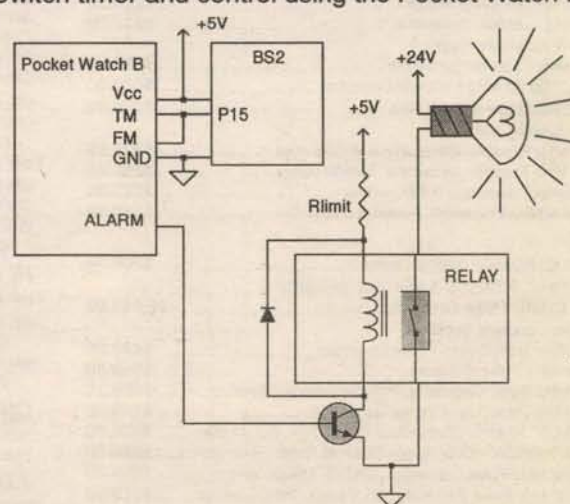 switch timer and control using the Pocket Watch
+5V
Pocket Watch B
BS2
+24V
Vcc
TM
P15
FM
GND
+5V
Rlimit
ALARM
RELAY